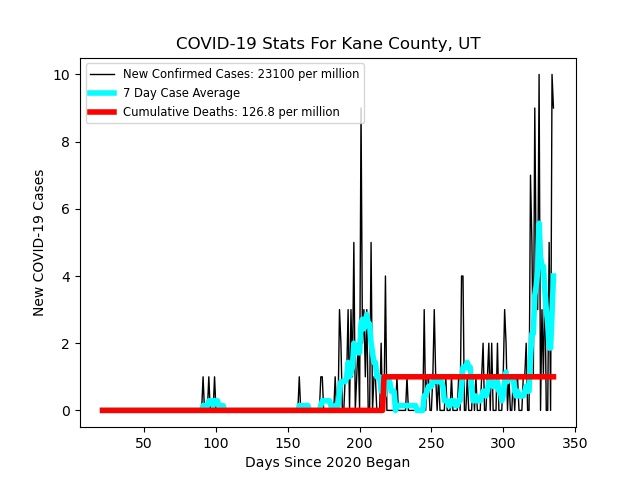 COVID-19 Stats For Kane County, UT
New Confirmed Cases: 23100 per million
7 Day Case Average
Cumulative Deaths: 126.8 per million
New COVID-19 Cases
10
8
6
4
2
0
50 100 150 200 250 300 350
Days Since 2020 Began